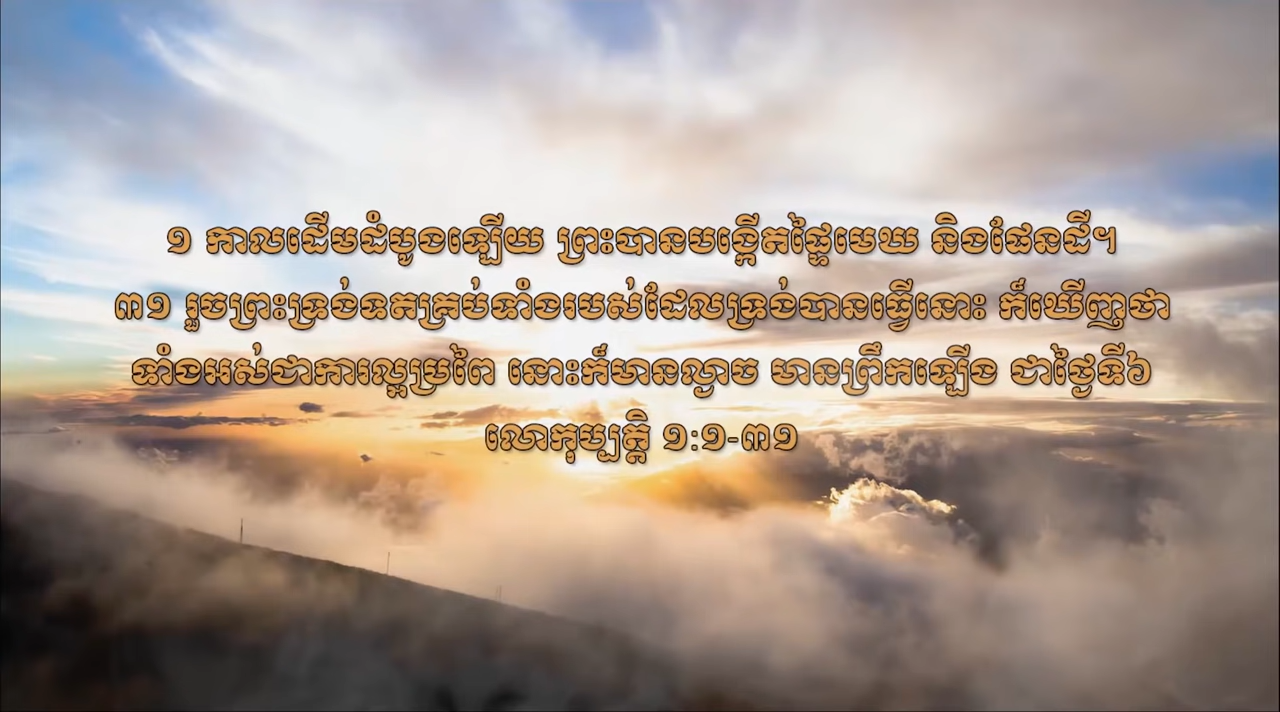 ១ កាលដើមដំបូងឡើយ ព្រះបានបង្កើតផ្ទៃមេឃ និងផែនដី។
៣១ រួចព្រះទ្រង់ទតគ្រប់ទាំងរបស់ដែលទ្រង់បានធ្វើនោះ ក៏ឃើញថា
ទាំងអស់ជាការល្អប្រពៃ នោះក៏មានល្ងាច មានព្រឹកឡើង ជាថ្ងៃទី៦
លោកុប្បត្តិ ១:១-៣១